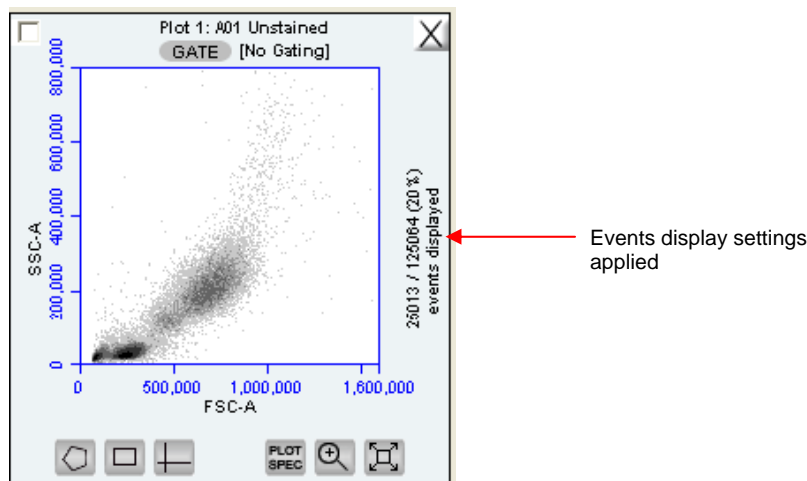 Plot 1: A01 Unstained
GATE [No Gating]
800,000
600,000
400,000
200,000
0
SSC-A
0 500,000 1,000,000 1,600,000
FSC-A
25013 / 125064 (20%)
events displayed
Events display settings
applied
PLOT
SPEC